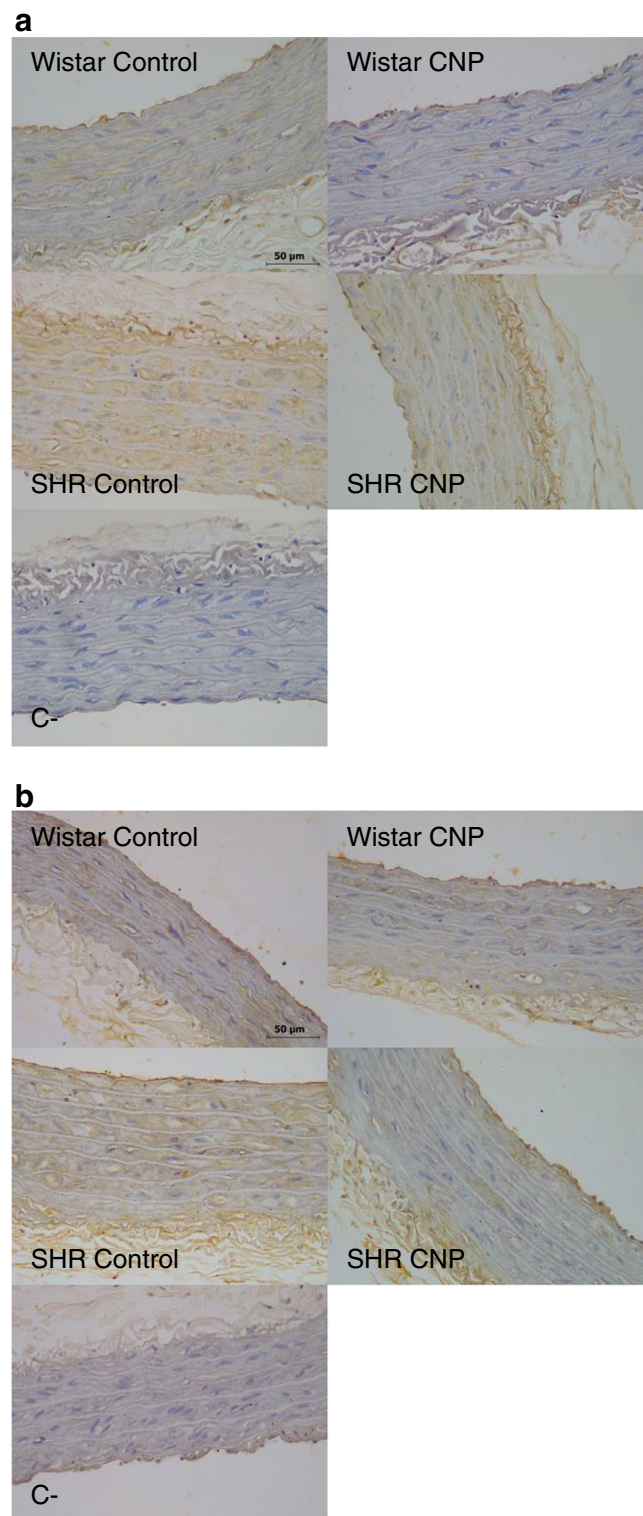 a
Wistar Control
Wistar CNP
50 µm
SHR Control
SHR CNP
C-
b
Wistar Control
Wistar CNP
50 µm
SHR Control
SHR CNP
C-